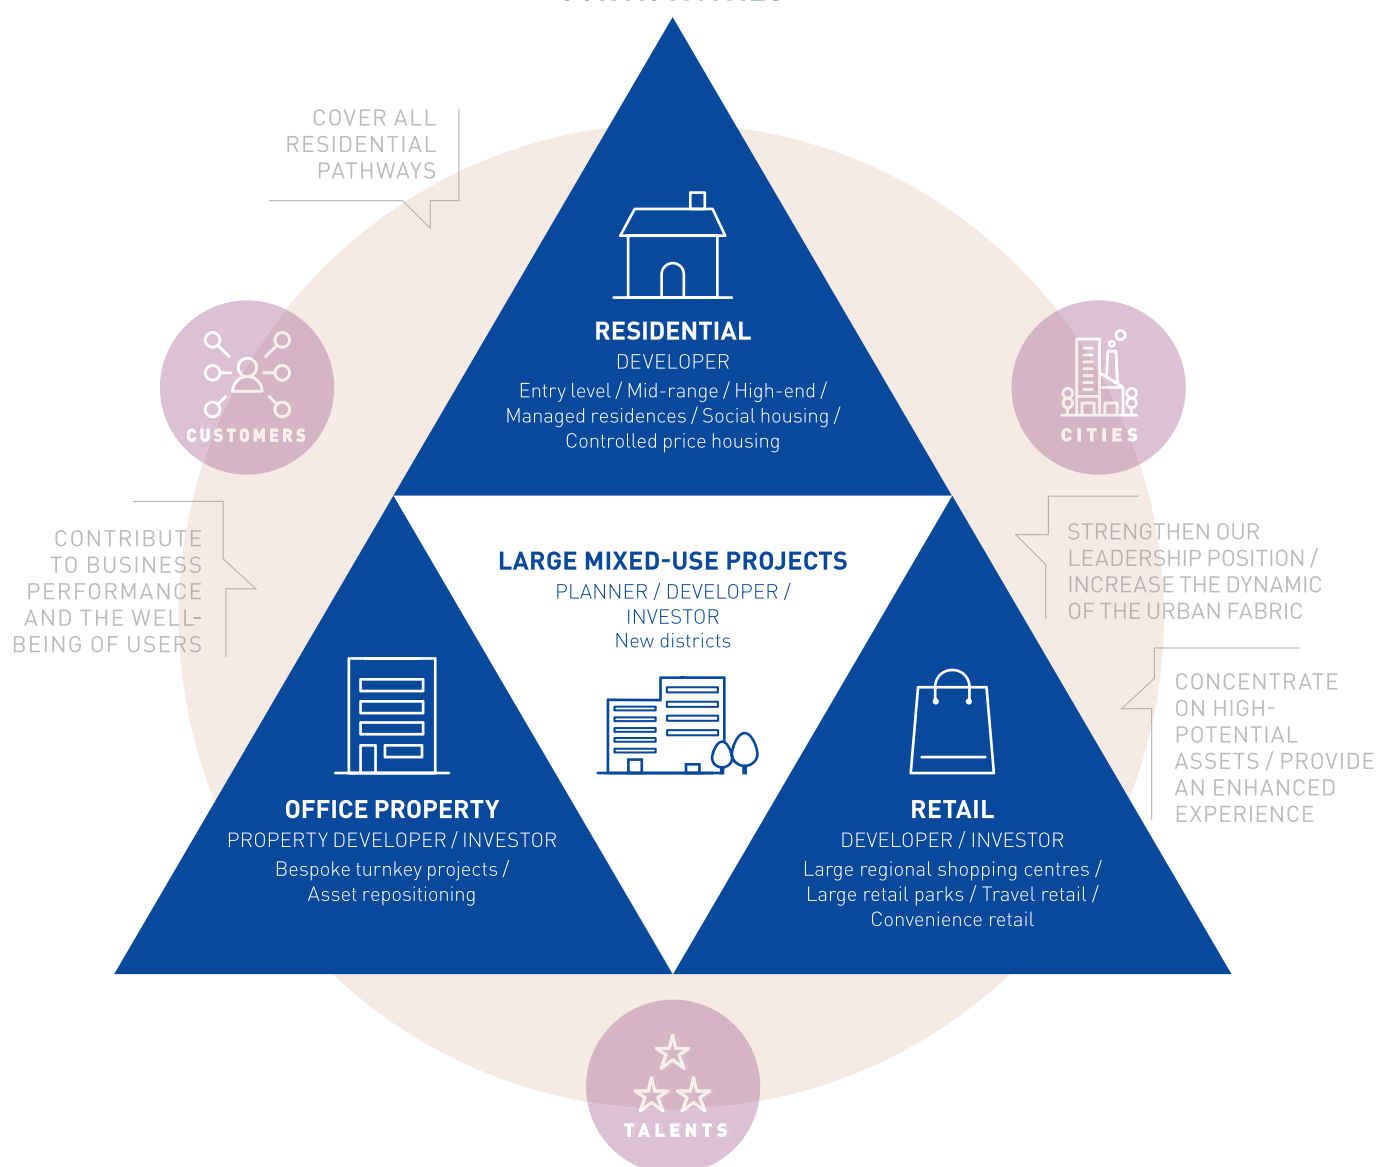 COVER ALL
RESIDENTIAL
PATHWAYS
RESIDENTIAL
DEVELOPER
Entry level / Mid-range / High-end /
Managed residences / Social housing /
Controlled price housing
CUSTOMERS
CITIES
CONTRIBUTE
TO BUSINESS
PERFORMANCE
AND THE WELL-
BEING OF USERS
LARGE MIXED-USE PROJECTS
PLANNER / DEVELOPER /
INVESTOR
New districts
STRENGTHEN OUR
LEADERSHIP POSITION /
INCREASE THE DYNAMIC
OF THE URBAN FABRIC
CONCENTRATE
ON HIGH-
POTENTIAL
ASSETS / PROVIDE
AN ENHANCED
EXPERIENCE
OFFICE PROPERTY
PROPERTY DEVELOPER / INVESTOR
Bespoke turnkey projects /
Asset repositioning
RETAIL
DEVELOPER / INVESTOR
Large regional shopping centres /
Large retail parks / Travel retail /
Convenience retail
TALENTS